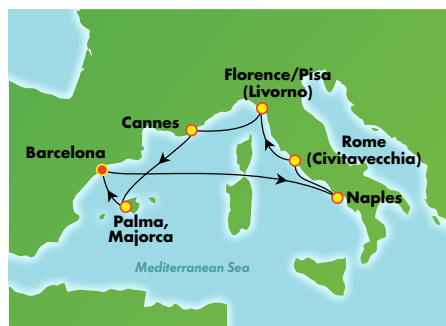 Florence/Pisa
(Livorno)
Cannes
Rome
(Civitavecchia)
Barcelona
Naples
Palma,
Majorca
Mediterranean Sea